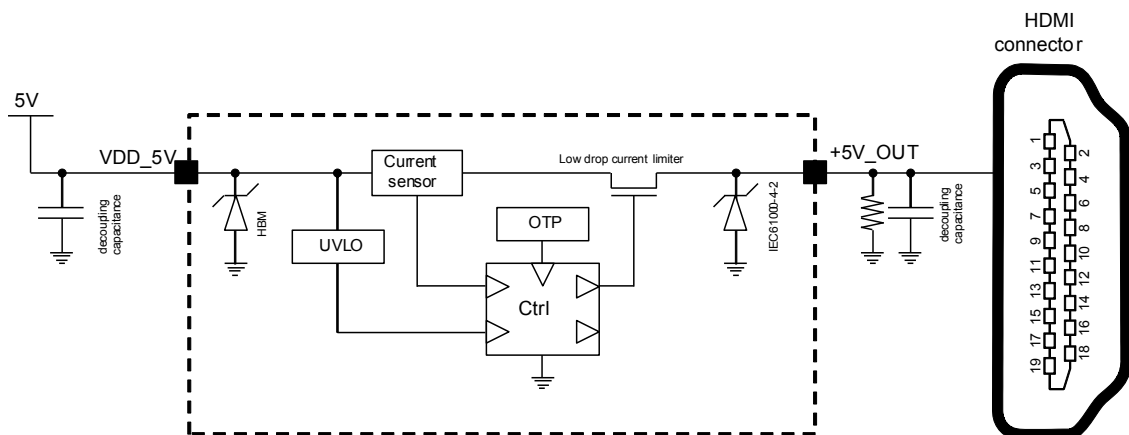 HDMI
connector
5V
VDD_5V
Current
sensor
Low drop current limiter
+5V_OUT
decoupling
capacitance
HBM
UVLO
OTP
Ctrl
IEC61000-4-2
decoupling
capacitance
1
2
3
4
5
6
7
8
9
10
11
12
13
14
15
16
17
18
19